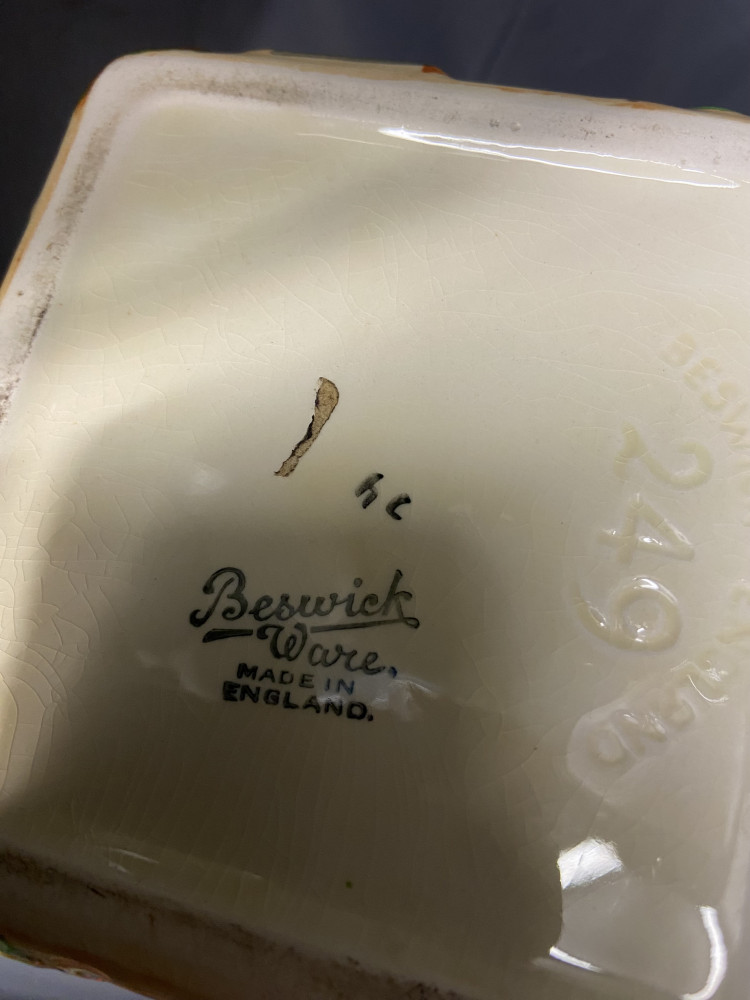 hc
Beswick
Ware,
MADE IN
ENGLAND.
BESWICK
249
ENGLAND